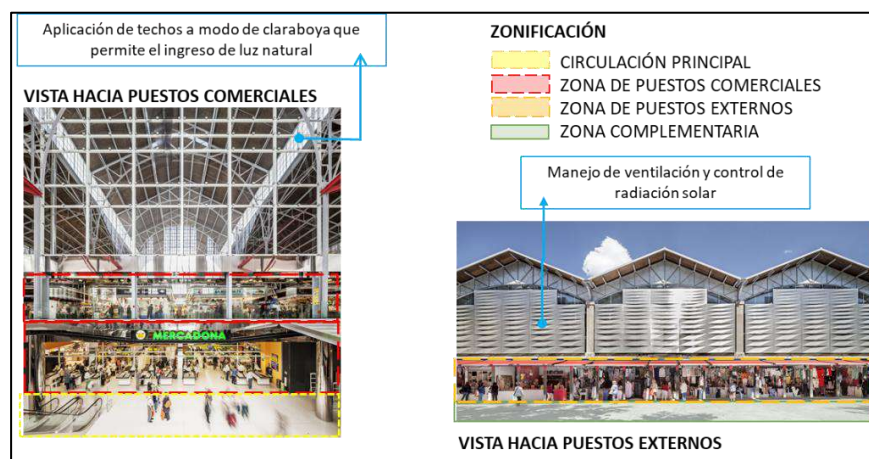 Aplicación de techos a modo de claraboya que
permite el ingreso de luz natural
VISTA HACIA PUESTOS COMERCIALES
MERCADONA
ZONIFICACIÓN
CIRCULACIÓN PRINCIPAL
ZONA DE PUESTOS COMERCIALES
ZONA DE PUESTOS EXTERNOS
ZONA COMPLEMENTARIA
Manejo de ventilación y control de
radiación solar
VISTA HACIA PUESTOS EXTERNOS